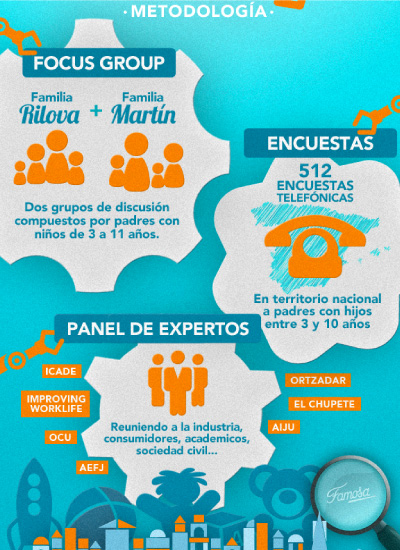 · METODOLOGÍA ·
FOCUS GROUP
Familia
Rilova
+
Familia
Martín
Dos grupos de discusión
compuestos por padres con
niños de 3 a 11 años.
ENCUESTAS
512
ENCUESTAS
TELEFÓNICAS
En territorio nacional
a padres con hijos
entre 3 y 10 años
PANEL DE EXPERTOS
ICADE
IMPROVING
WORKLIFE
OCU
AEFJ
Reuniendo a la industria,
consumidores, academicos,
sociedad civil...
ORTZADAR
EL CHUPETE
AIJU
Famosa